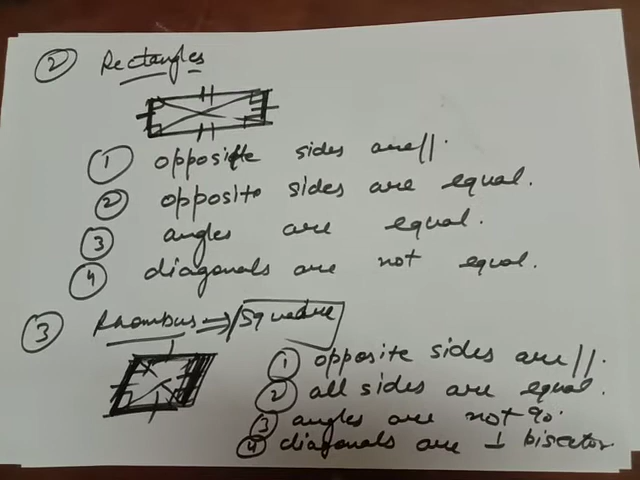 ② Rectangles
① opposite sides are //.
② opposite sides are equal.
③ angles are equal.
④ diagonals are not equal.
③ Rhombus → Squadre
① opposite sides are //.
② all sides are equal.
③ angles are not 90.
④ diagonals are ⊥ bisector